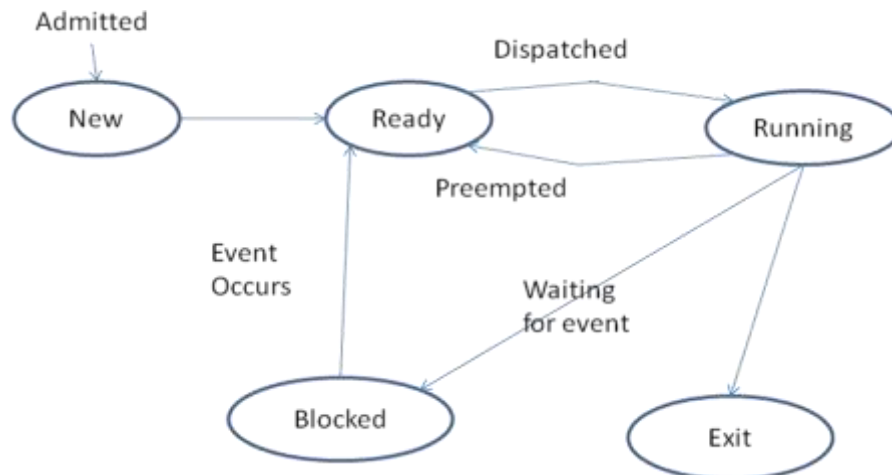 Admitted
Dispatched
New
Ready
Running
Preempted
Event
Occurs
Waiting
for event
Blocked
Exit